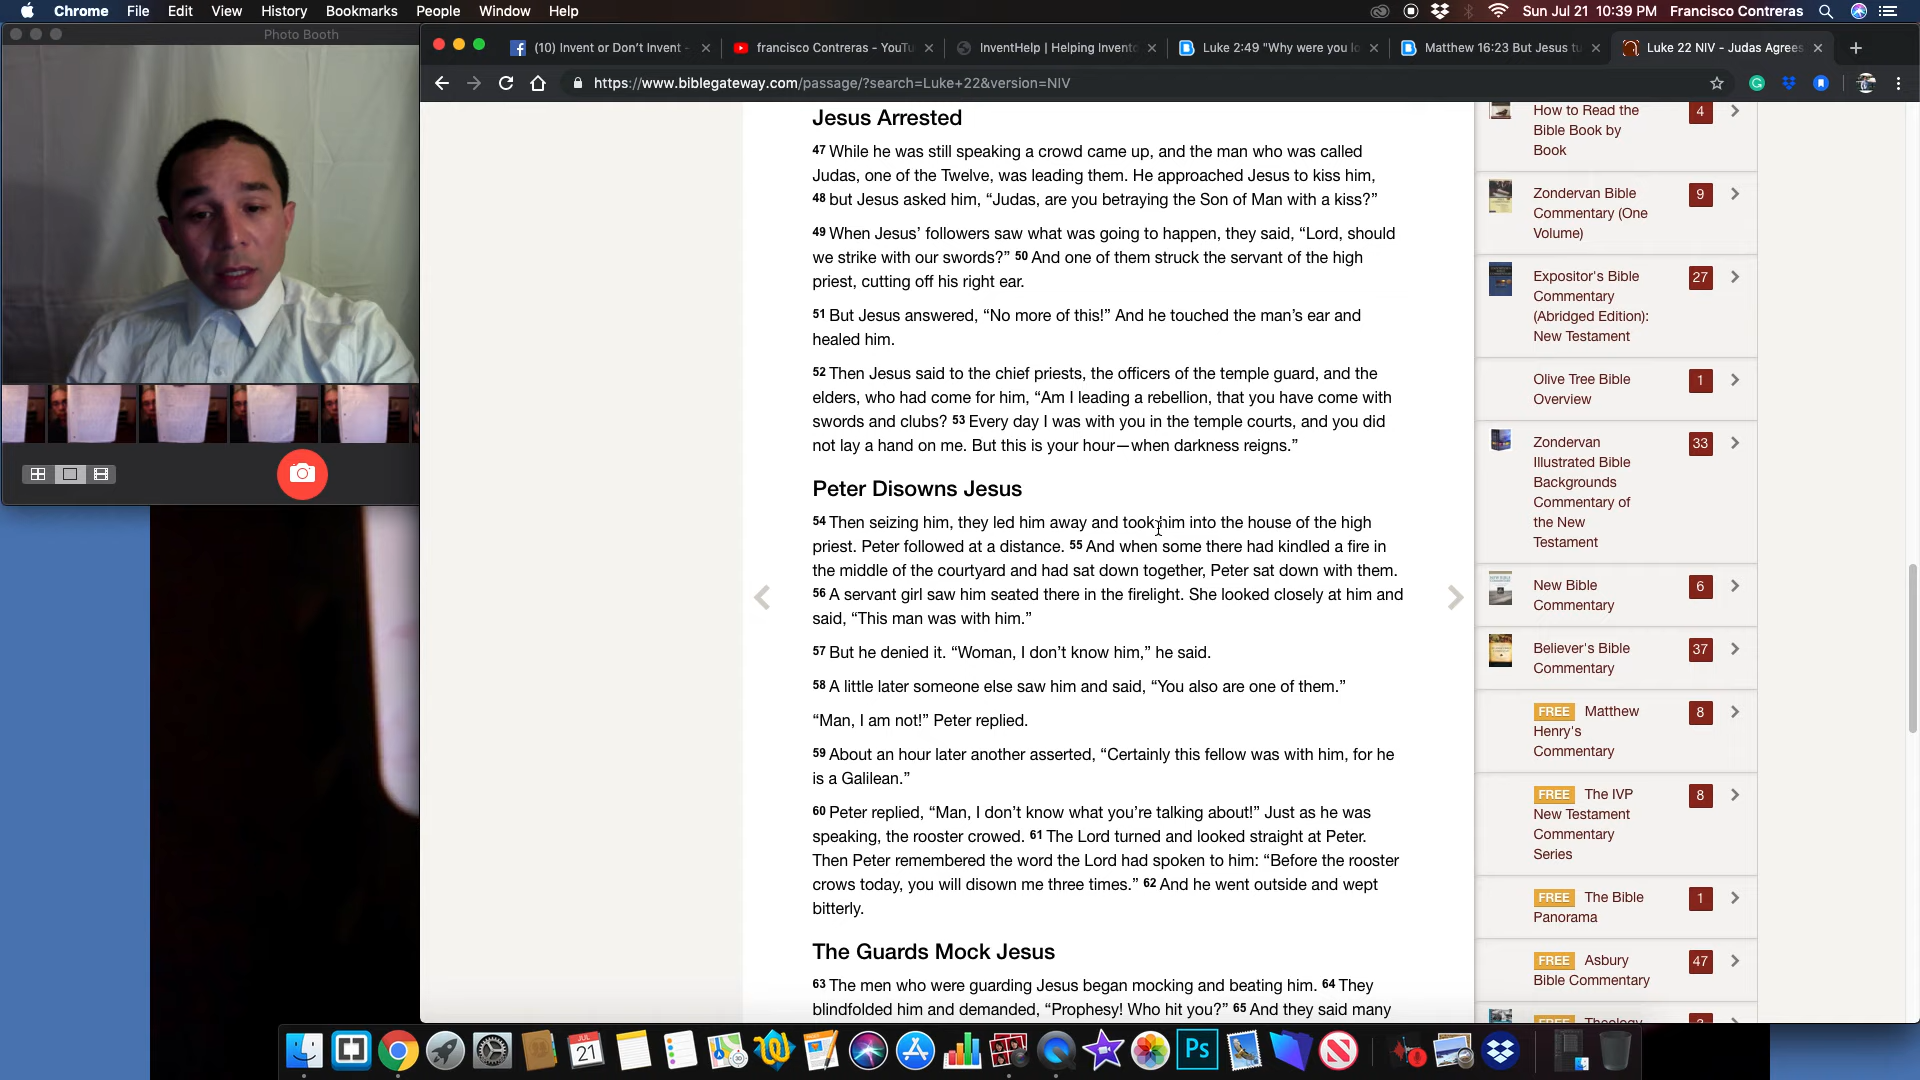 Chrome File Edit View History Bookmarks People Window Help
Sun Jul 21 10:39 PM Francisco Contreras
Photo Booth
(10) Invent or Don't Invent -
francisco Contreras - YouTu
InventHelp | Helping Invento
Luke 2:49 "Why were you lo
Matthew 16:23 But Jesus tu
Luke 22 NIV - Judas Agrees
https://www.biblegateway.com/passage/?search=Luke+22&version=NIV
Jesus Arrested
47 While he was still speaking a crowd came up, and the man who was called
Judas, one of the Twelve, was leading them. He approached Jesus to kiss him,
48 but Jesus asked him, “Judas, are you betraying the Son of Man with a kiss?”
49 When Jesus’ followers saw what was going to happen, they said, “Lord, should
we strike with our swords?” 50 And one of them struck the servant of the high
priest, cutting off his right ear.
51 But Jesus answered, “No more of this!” And he touched the man’s ear and
healed him.
52 Then Jesus said to the chief priests, the officers of the temple guard, and the
elders, who had come for him, “Am I leading a rebellion, that you have come with
swords and clubs? 53 Every day I was with you in the temple courts, and you did
not lay a hand on me. But this is your hour—when darkness reigns.”
Peter Disowns Jesus
54 Then seizing him, they led him away and took him into the house of the high
priest. Peter followed at a distance. 55 And when some there had kindled a fire in
the middle of the courtyard and had sat down together, Peter sat down with them.
56 A servant girl saw him seated there in the firelight. She looked closely at him and
said, “This man was with him.”
57 But he denied it. “Woman, I don’t know him,” he said.
58 A little later someone else saw him and said, “You also are one of them.”
“Man, I am not!” Peter replied.
59 About an hour later another asserted, “Certainly this fellow was with him, for he
is a Galilean.”
60 Peter replied, “Man, I don’t know what you’re talking about!” Just as he was
speaking, the rooster crowed. 61 The Lord turned and looked straight at Peter.
Then Peter remembered the word the Lord had spoken to him: “Before the rooster
crows today, you will disown me three times.” 62 And he went outside and wept
bitterly.
The Guards Mock Jesus
63 The men who were guarding Jesus began mocking and beating him. 64 They
blindfolded him and demanded, “Prophesy! Who hit you?” 65 And they said many
How to Read the 4
Bible Book by
Book
Zondervan Bible 9
Commentary (One
Volume)
Expositor's Bible 27
Commentary
(Abridged Edition):
New Testament
Olive Tree Bible 1
Overview
Zondervan 33
Illustrated Bible
Backgrounds
Commentary of
the New
Testament
New Bible 6
Commentary
Believer's Bible 37
Commentary
FREE Matthew 8
Henry's
Commentary
FREE The IVP 8
New Testament
Commentary
Series
FREE The Bible 1
Panorama
FREE Asbury 47
Bible Commentary
JUL
21
Ps